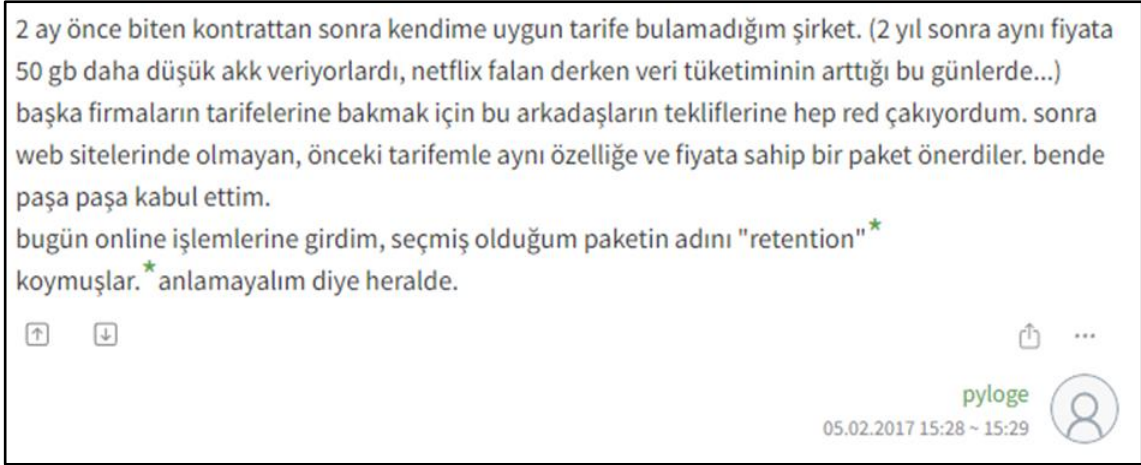 2 ay önce biten kontrattan sonra kendime uygun tarife bulamadığım şirket. (2 yıl sonra aynı fiyata
50 gb daha düşük akk veriyorlardı, netflix falan derken veri tüketiminin arttığı bu günlerde...)
başka firmaların tarifelerine bakmak için bu arkadaşların tekliflerine hep red çakıyordum. sonra
web sitelerinde olmayan, önceki tarifemle aynı özelliğe ve fiyata sahip bir paket önerdiler. bende
paşa paşa kabul ettim.
bugün online işlemlerine girdim, seçmiş olduğum paketin adını "retention"*
koymuşlar.*anlamayalım diye heralde.
pyloge
05.02.2017 15:28 ~ 15:29